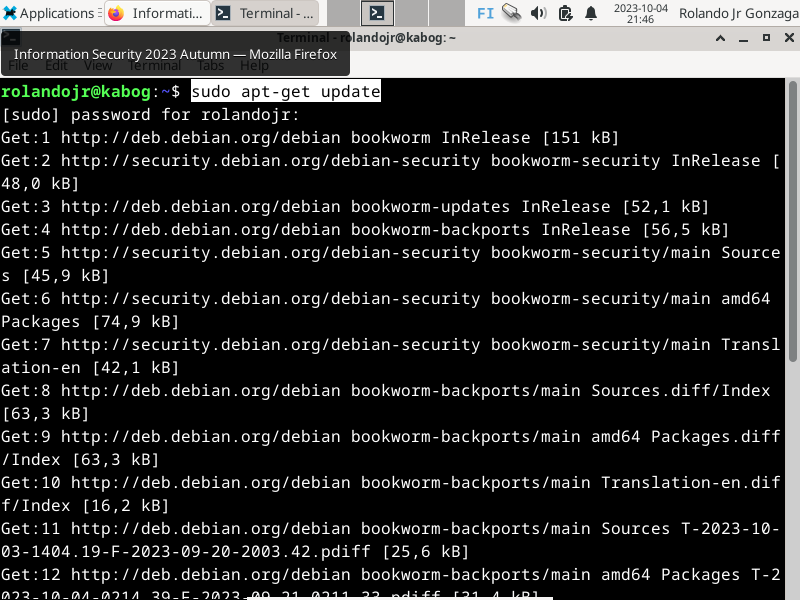 Applications Informati... Terminal - ... FI 2023-10-04 Rolando Jr Gonzaga
21:46
Terminal - rolandojr@kabog: ~
Information Security 2023 Autumn — Mozilla Firefox
File Edit View Terminal Tabs Help
rolandojr@kabog:~$ sudo apt-get update
[sudo] password for rolandojr:
Get:1 http://deb.debian.org/debian bookworm InRelease [151 kB]
Get:2 http://security.debian.org/debian-security bookworm-security InRelease [
48,0 kB]
Get:3 http://deb.debian.org/debian bookworm-updates InRelease [52,1 kB]
Get:4 http://deb.debian.org/debian bookworm-backports InRelease [56,5 kB]
Get:5 http://security.debian.org/debian-security bookworm-security/main Source
s [45,9 kB]
Get:6 http://security.debian.org/debian-security bookworm-security/main amd64
Packages [74,9 kB]
Get:7 http://security.debian.org/debian-security bookworm-security/main Transl
ation-en [42,1 kB]
Get:8 http://deb.debian.org/debian bookworm-backports/main Sources.diff/Index
[63,3 kB]
Get:9 http://deb.debian.org/debian bookworm-backports/main amd64 Packages.diff
/Index [63,3 kB]
Get:10 http://deb.debian.org/debian bookworm-backports/main Translation-en.dif
f/Index [16,2 kB]
Get:11 http://deb.debian.org/debian bookworm-backports/main Sources T-2023-10-
03-1404.19-F-2023-09-20-2003.42.pdiff [25,6 kB]
Get:12 http://deb.debian.org/debian bookworm-backports/main amd64 Packages T-2
023-10-04-0214.39-F-2023-09-21-0211.33.pdiff [31,4 kB]